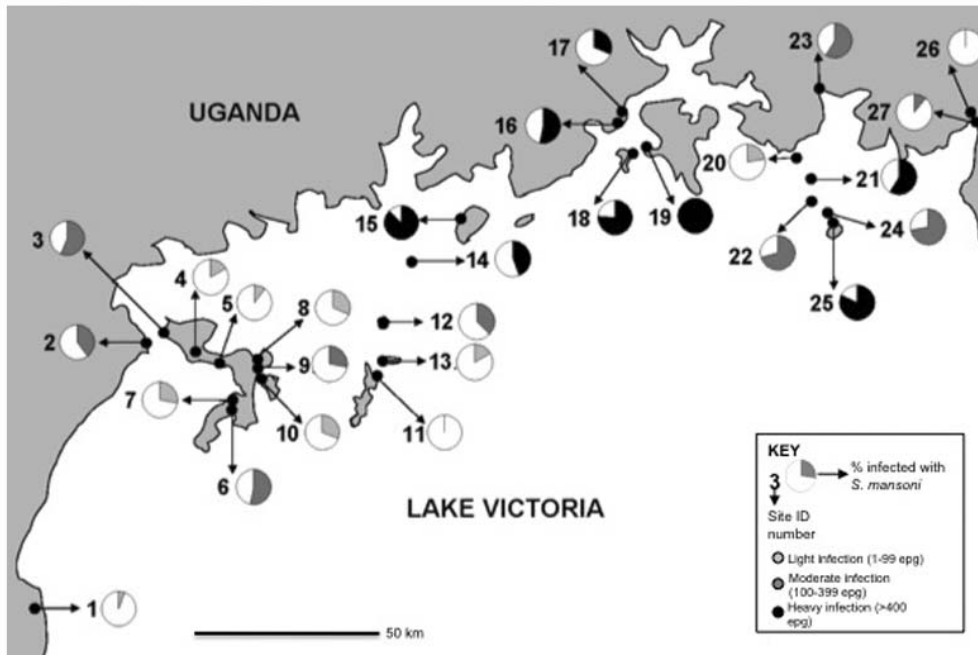 17
23
26
UGANDA
27
16
20
21
3
15
18
19
4
14
24
5
8
22
25
2
12
9
13
7
10
11
6
LAKE VICTORIA
KEY
3
% infected with
S. mansoni
Site ID
number
Light infection (1-99 epg)
Moderate infection
(100-399 epg)
Heavy infection (>400
epg)
1
50 km